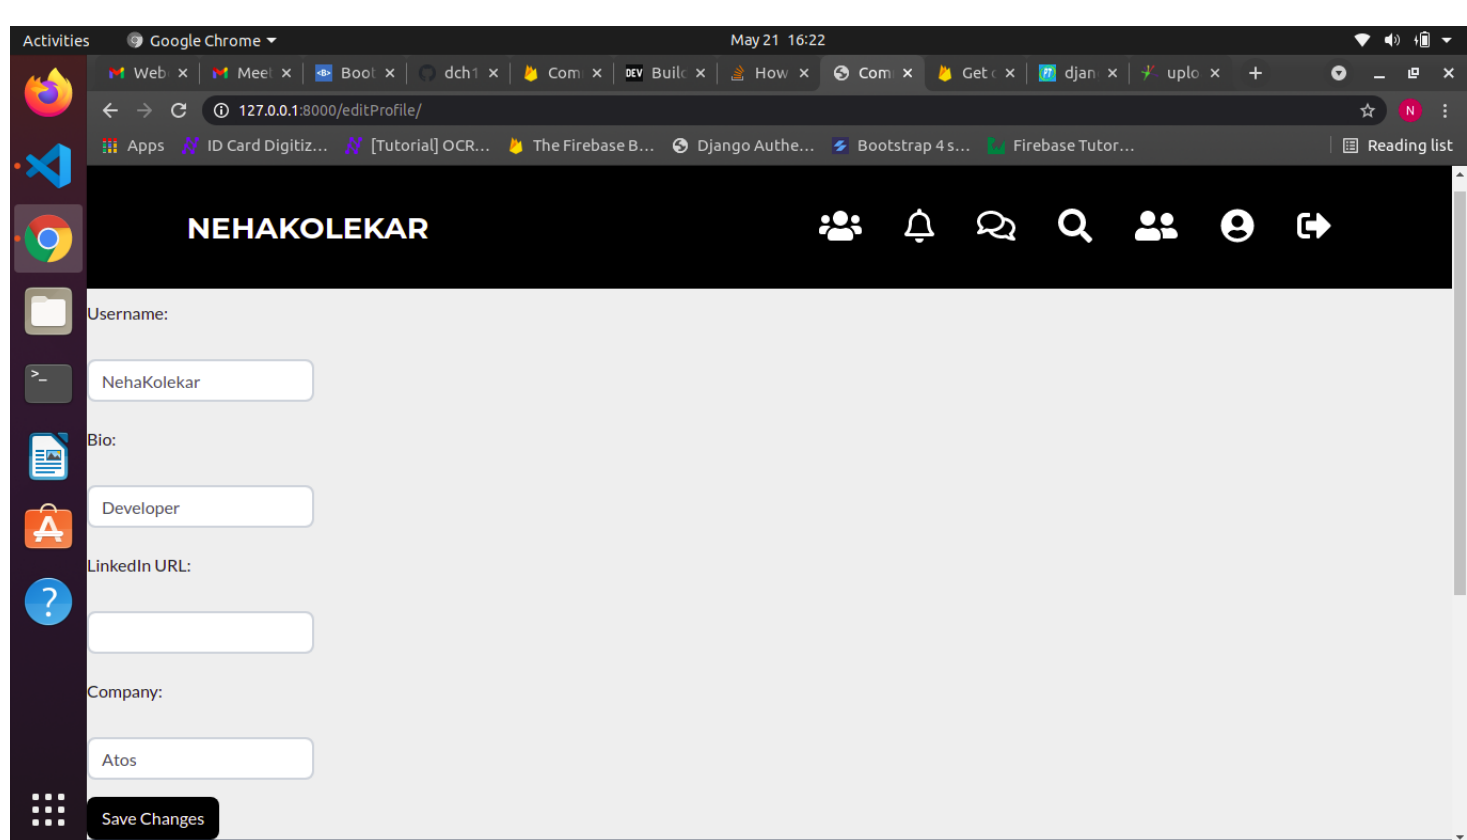 Activities Google Chrome May 21 16:22
Web Meet Boot dch1 Com DEV Build How Com Get djan uplo
127.0.0.1:8000/editProfile/ N
Apps ID Card Digitiz... [Tutorial] OCR... The Firebase B... Django Authe... Bootstrap 4 s... Firebase Tutor... Reading list
NEHAKOLEKAR
Username:
NehaKolekar
Bio:
Developer
LinkedIn URL:
Company:
Atos
Save Changes